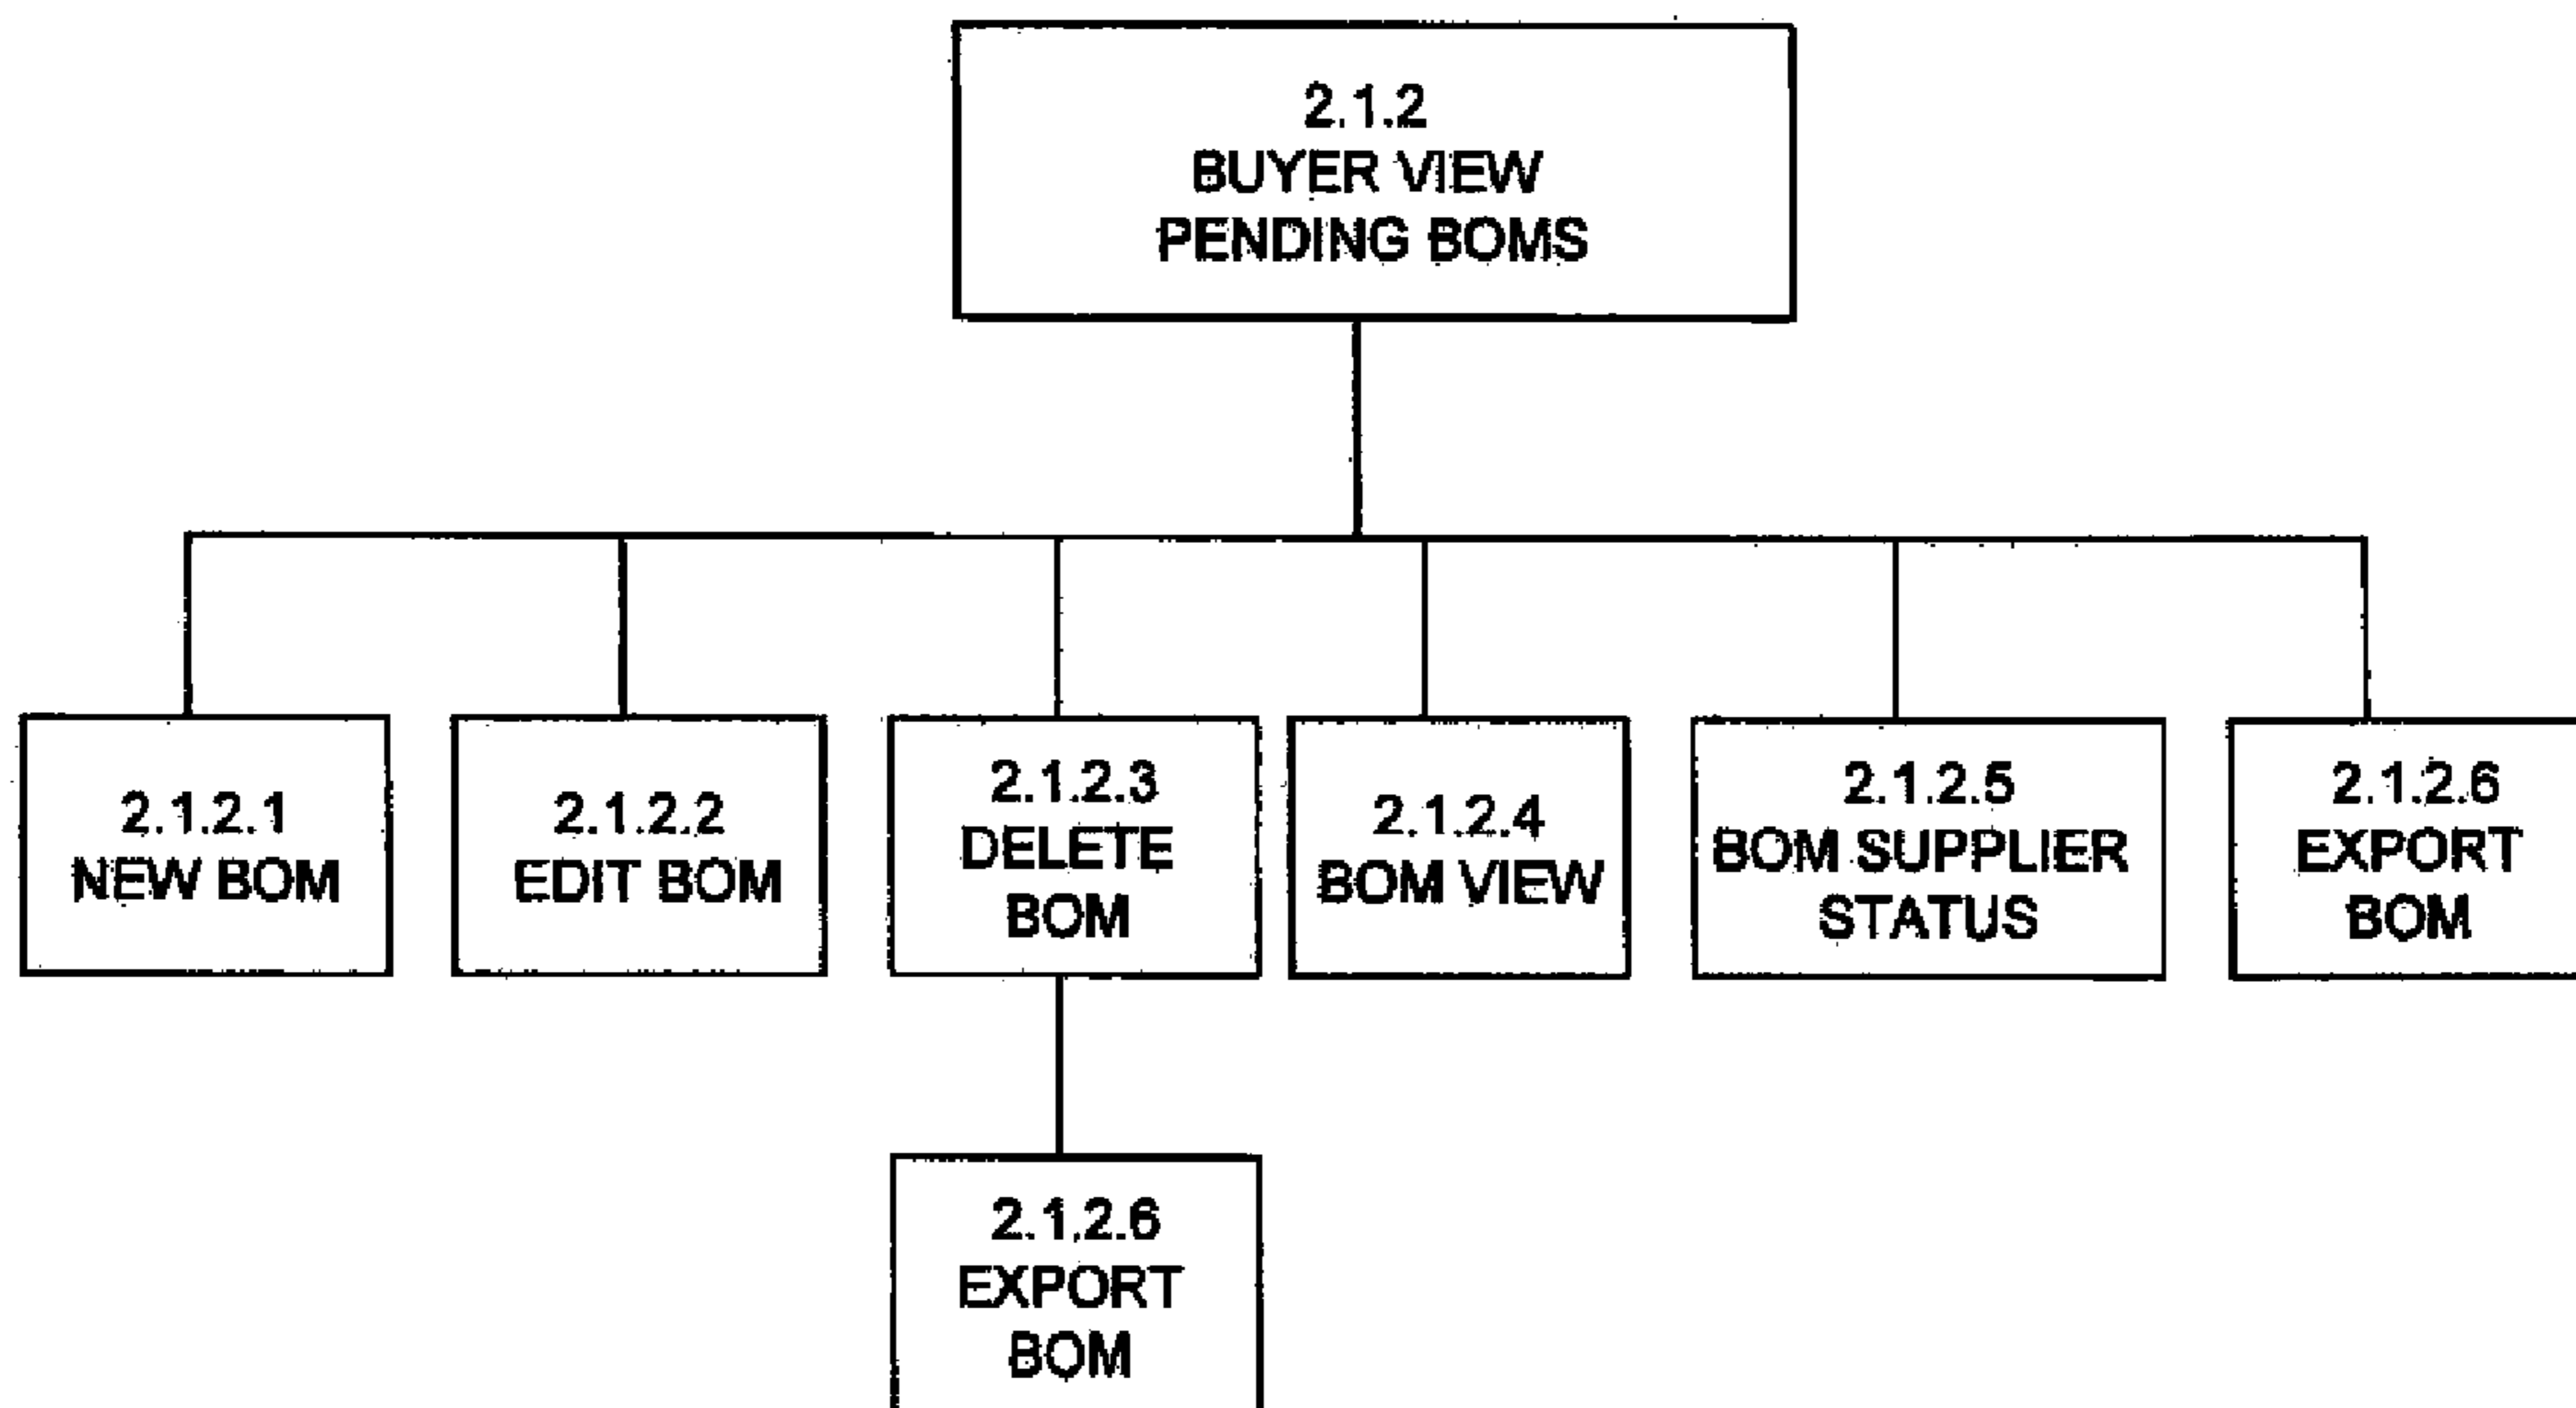 2.1.2
BUYER VIEW
PENDING BOMS
2.1.2.1
NEW BOM
2.1.2.2
EDIT BOM
2.1.2.3
DELETE
BOM
2.1.2.4
BOM VIEW
2.1.2.5
BOM SUPPLIER
STATUS
2.1.2.6
EXPORT
BOM
2.1.2.6
EXPORT
BOM